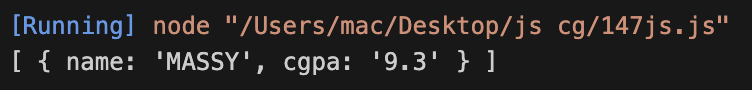 [Running] node "/Users/mac/Desktop/js cg/147js.js"
[ { name: 'MASSY', cgpa: '9.3' } ]